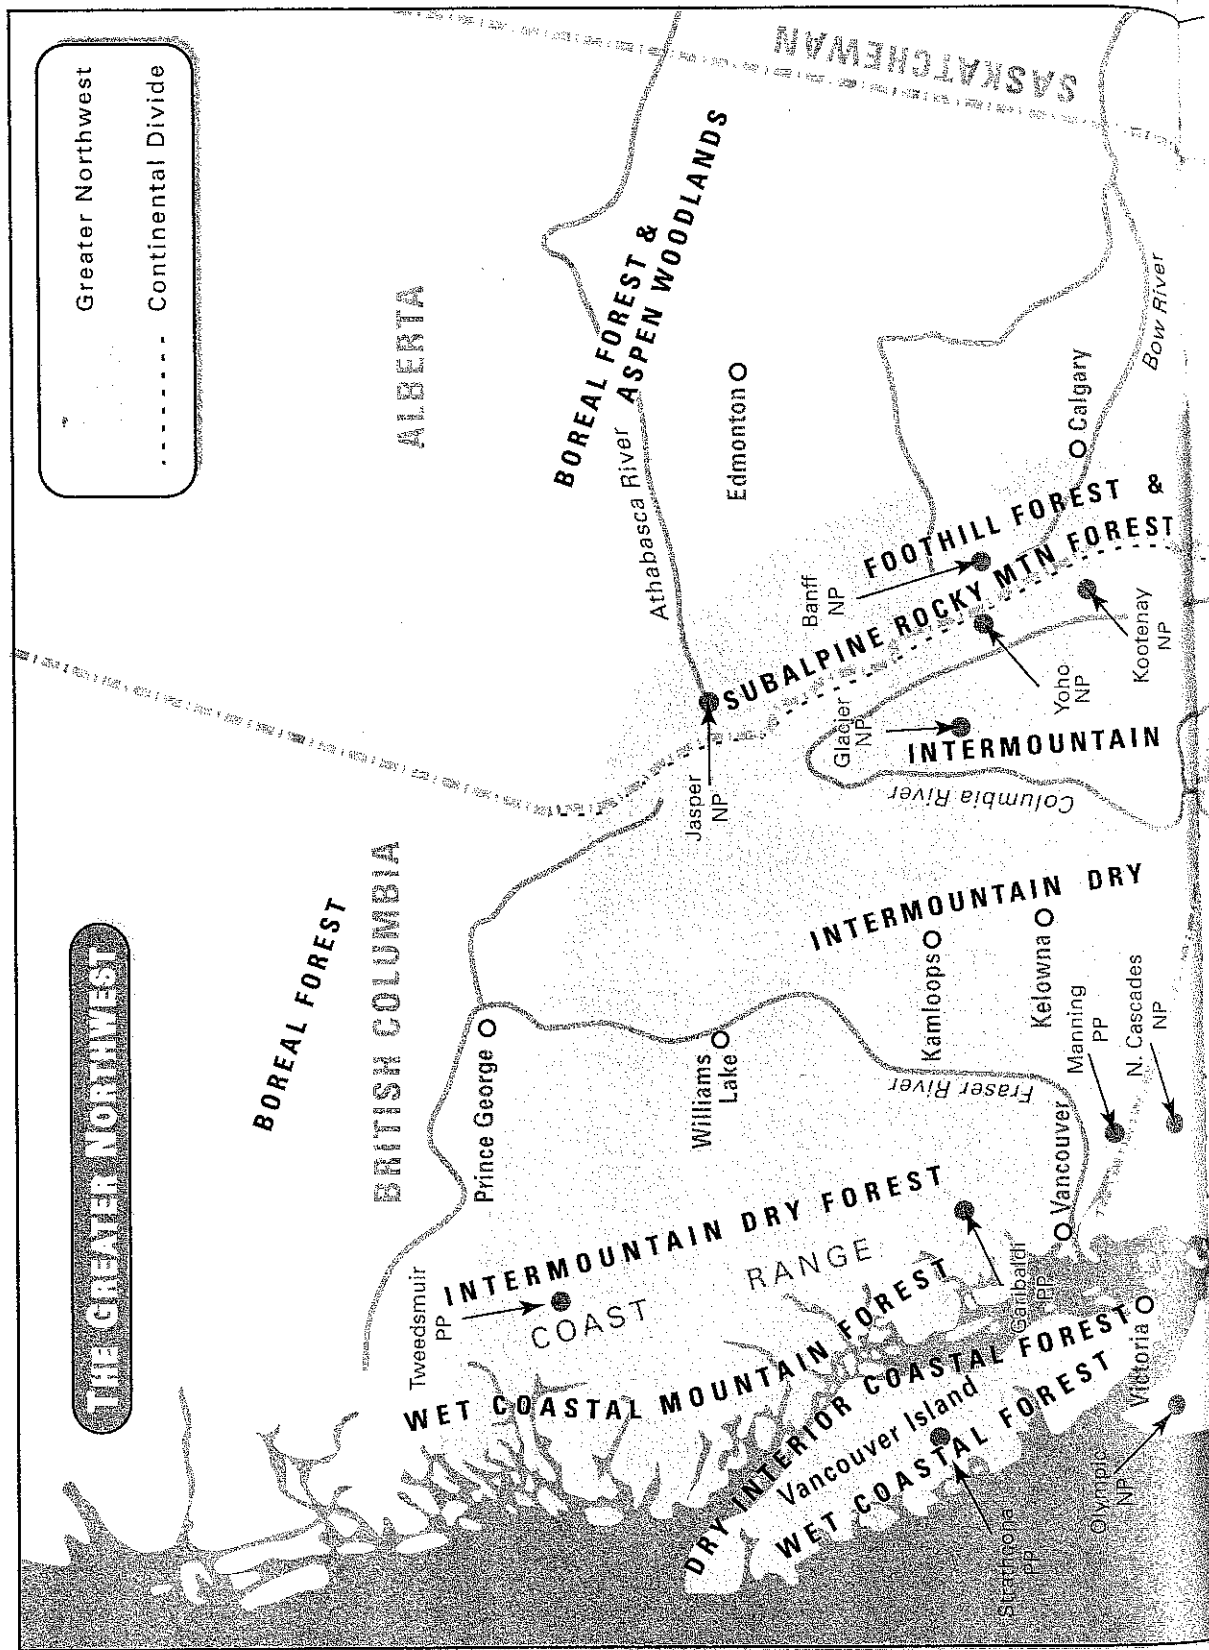 THE GREATER NORTHWEST
Greater Northwest
Continental Divide
BOREAL FOREST
BRITISH COLUMBIA
ALBERTA
SASKATCHEWAN
BOREAL FOREST &
ASPEN WOODLANDS
Athabasca River
Edmonton
Prince George
Tweedsmuir
PP
INTERMOUNTAIN DRY FOREST
COAST
RANGE
WET COASTAL MOUNTAIN FOREST
Williams
Lake
Jasper
NP
SUBALPINE ROCKY MTN FOREST
FOOTHILL FOREST &
Banff
NP
Calgary
Bow River
Glacier
NP
INTERMOUNTAIN
Yoho
NP
Kootenay
NP
Columbia River
INTERMOUNTAIN DRY
Kamloops
Kelowna
Fraser River
Manning
PP
N. Cascades
NP
Vancouver
Garibaldi
PP
DRY INTERIOR COASTAL FOREST
Vancouver Island
WET COASTAL FOREST
Strathcona
PP
Victoria
Olympic
NP